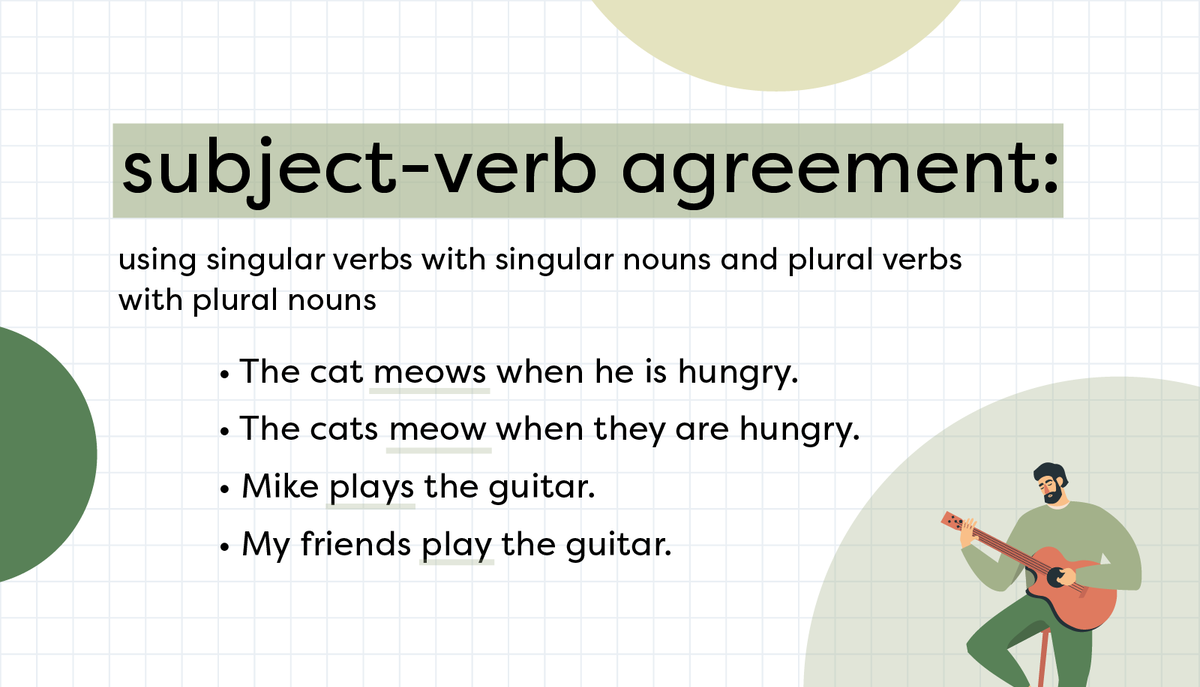 subject-verb agreement:
using singular verbs with singular nouns and plural verbs
with plural nouns
• The cat meows when he is hungry.
• The cats meow when they are hungry.
• Mike plays the guitar.
• My friends play the guitar.